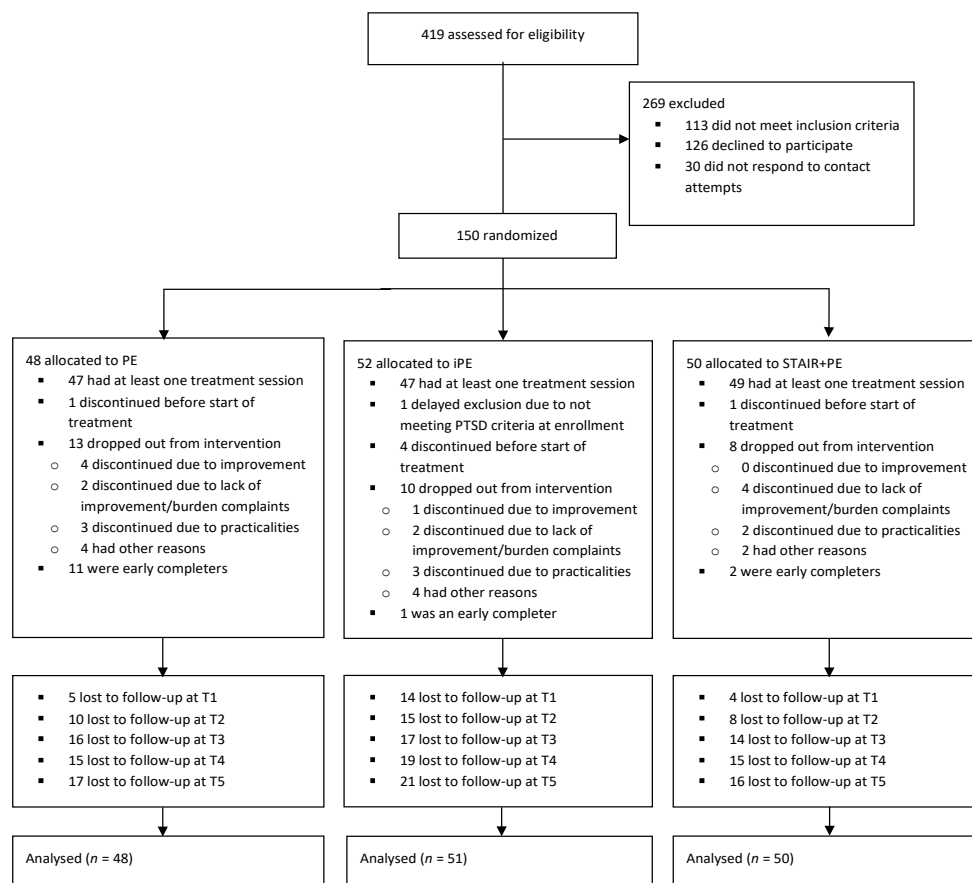 419 assessed for eligibility
269 excluded
▪ 113 did not meet inclusion criteria
▪ 126 declined to participate
▪ 30 did not respond to contact
attempts
150 randomized
48 allocated to PE
▪ 47 had at least one treatment session
▪ 1 discontinued before start of
treatment
▪ 13 dropped out from intervention
o 4 discontinued due to improvement
o 2 discontinued due to lack of
improvement/burden complaints
o 3 discontinued due to practicalities
o 4 had other reasons
▪ 11 were early completers
52 allocated to iPE
▪ 47 had at least one treatment session
▪ 1 delayed exclusion due to not
meeting PTSD criteria at enrollment
▪ 4 discontinued before start of
treatment
▪ 10 dropped out from intervention
o 1 discontinued due to improvement
o 2 discontinued due to lack of
improvement/burden complaints
o 3 discontinued due to practicalities
o 4 had other reasons
▪ 1 was an early completer
50 allocated to STAIR+PE
▪ 49 had at least one treatment session
▪ 1 discontinued before start of
treatment
▪ 8 dropped out from intervention
o 0 discontinued due to improvement
o 4 discontinued due to lack of
improvement/burden complaints
o 2 discontinued due to practicalities
o 2 had other reasons
▪ 2 were early completers
▪ 5 lost to follow-up at T1
▪ 10 lost to follow-up at T2
▪ 16 lost to follow-up at T3
▪ 15 lost to follow-up at T4
▪ 17 lost to follow-up at T5
▪ 14 lost to follow-up at T1
▪ 15 lost to follow-up at T2
▪ 17 lost to follow-up at T3
▪ 19 lost to follow-up at T4
▪ 21 lost to follow-up at T5
▪ 4 lost to follow-up at T1
▪ 8 lost to follow-up at T2
▪ 14 lost to follow-up at T3
▪ 15 lost to follow-up at T4
▪ 16 lost to follow-up at T5
Analysed (n = 48)
Analysed (n = 51)
Analysed (n = 50)